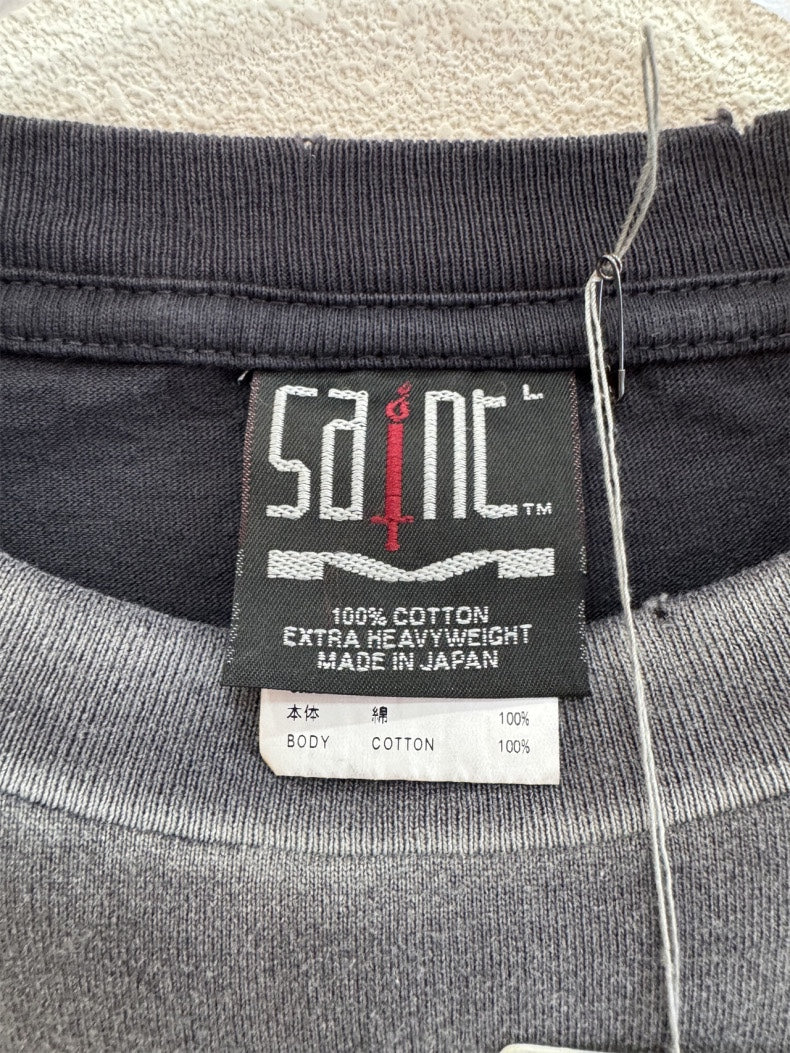 Saint L
TM
100% COTTON
EXTRA HEAVYWEIGHT
MADE IN JAPAN
本体 綿 100%
BODY COTTON 100%